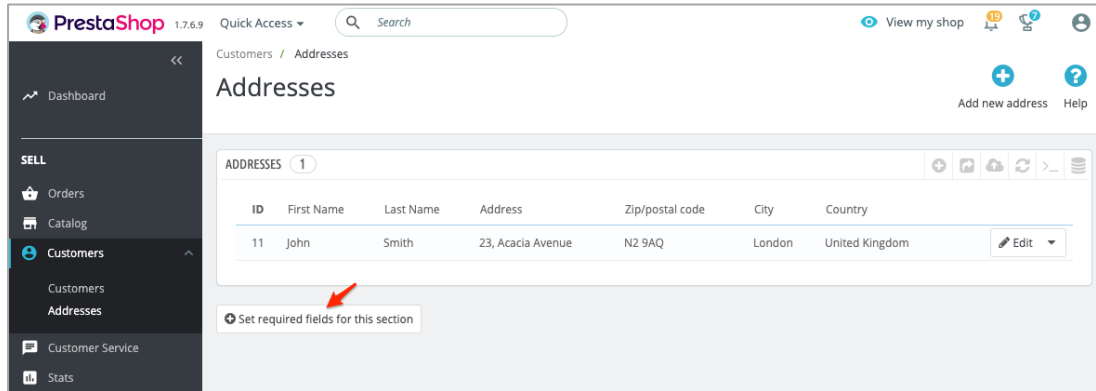 PrestaShop 1.7.6.9 Quick Access Search View my shop 19 7
<<
Customers / Addresses
Addresses
Dashboard
Add new address Help
SELL
ADDRESSES 1
Orders
ID First Name Last Name Address Zip/postal code City Country
Catalog
11 John Smith 23, Acacia Avenue N2 9AQ London United Kingdom Edit
Customers
Customers
Addresses
Set required fields for this section
Customer Service
Stats